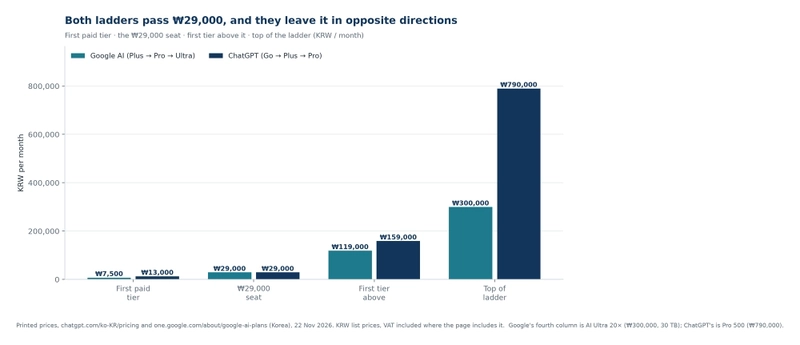 Both ladders pass ₩29,000, and they leave it in opposite directions
First paid tier · the ₩29,000 seat · first tier above it · top of the ladder (KRW / month)
Google AI (Plus → Pro → Ultra)
ChatGPT (Go → Plus → Pro)
KRW per month
800,000
600,000
400,000
200,000
0
₩7,500
₩13,000
₩29,000
₩29,000
₩119,000
₩159,000
₩300,000
₩790,000
First paid
tier
₩29,000
seat
First tier
above
Top of
ladder
Printed prices, chatgpt.com/ko-KR/pricing and one.google.com/about/google-ai-plans (Korea), 22 Nov 2026. KRW list prices, VAT included where the page includes it. Google's fourth column is AI Ultra 20× (₩300,000, 30 TB); ChatGPT's is Pro 500 (₩790,000).